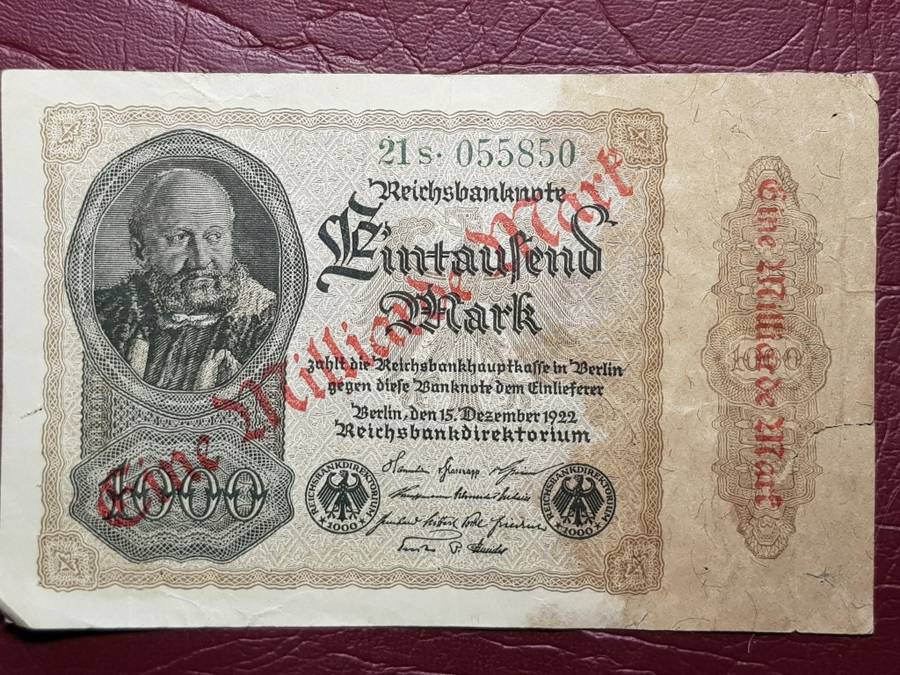 21 S· 055850
Reichsbanknote
Eintausend
Mark
zahlt die Reichsbankhauptkasse in Berlin
gegen diese Banknote dem Einlieferer
Berlin, den 15. Dezember 1922
Reichsbankdirektorium
Eine Milliarde Mark
1000
REICHSBANKDIREKTORIUM
1000
REICHSBANKDIREKTORIUM
1000
Eine Milliarde Mark
1000